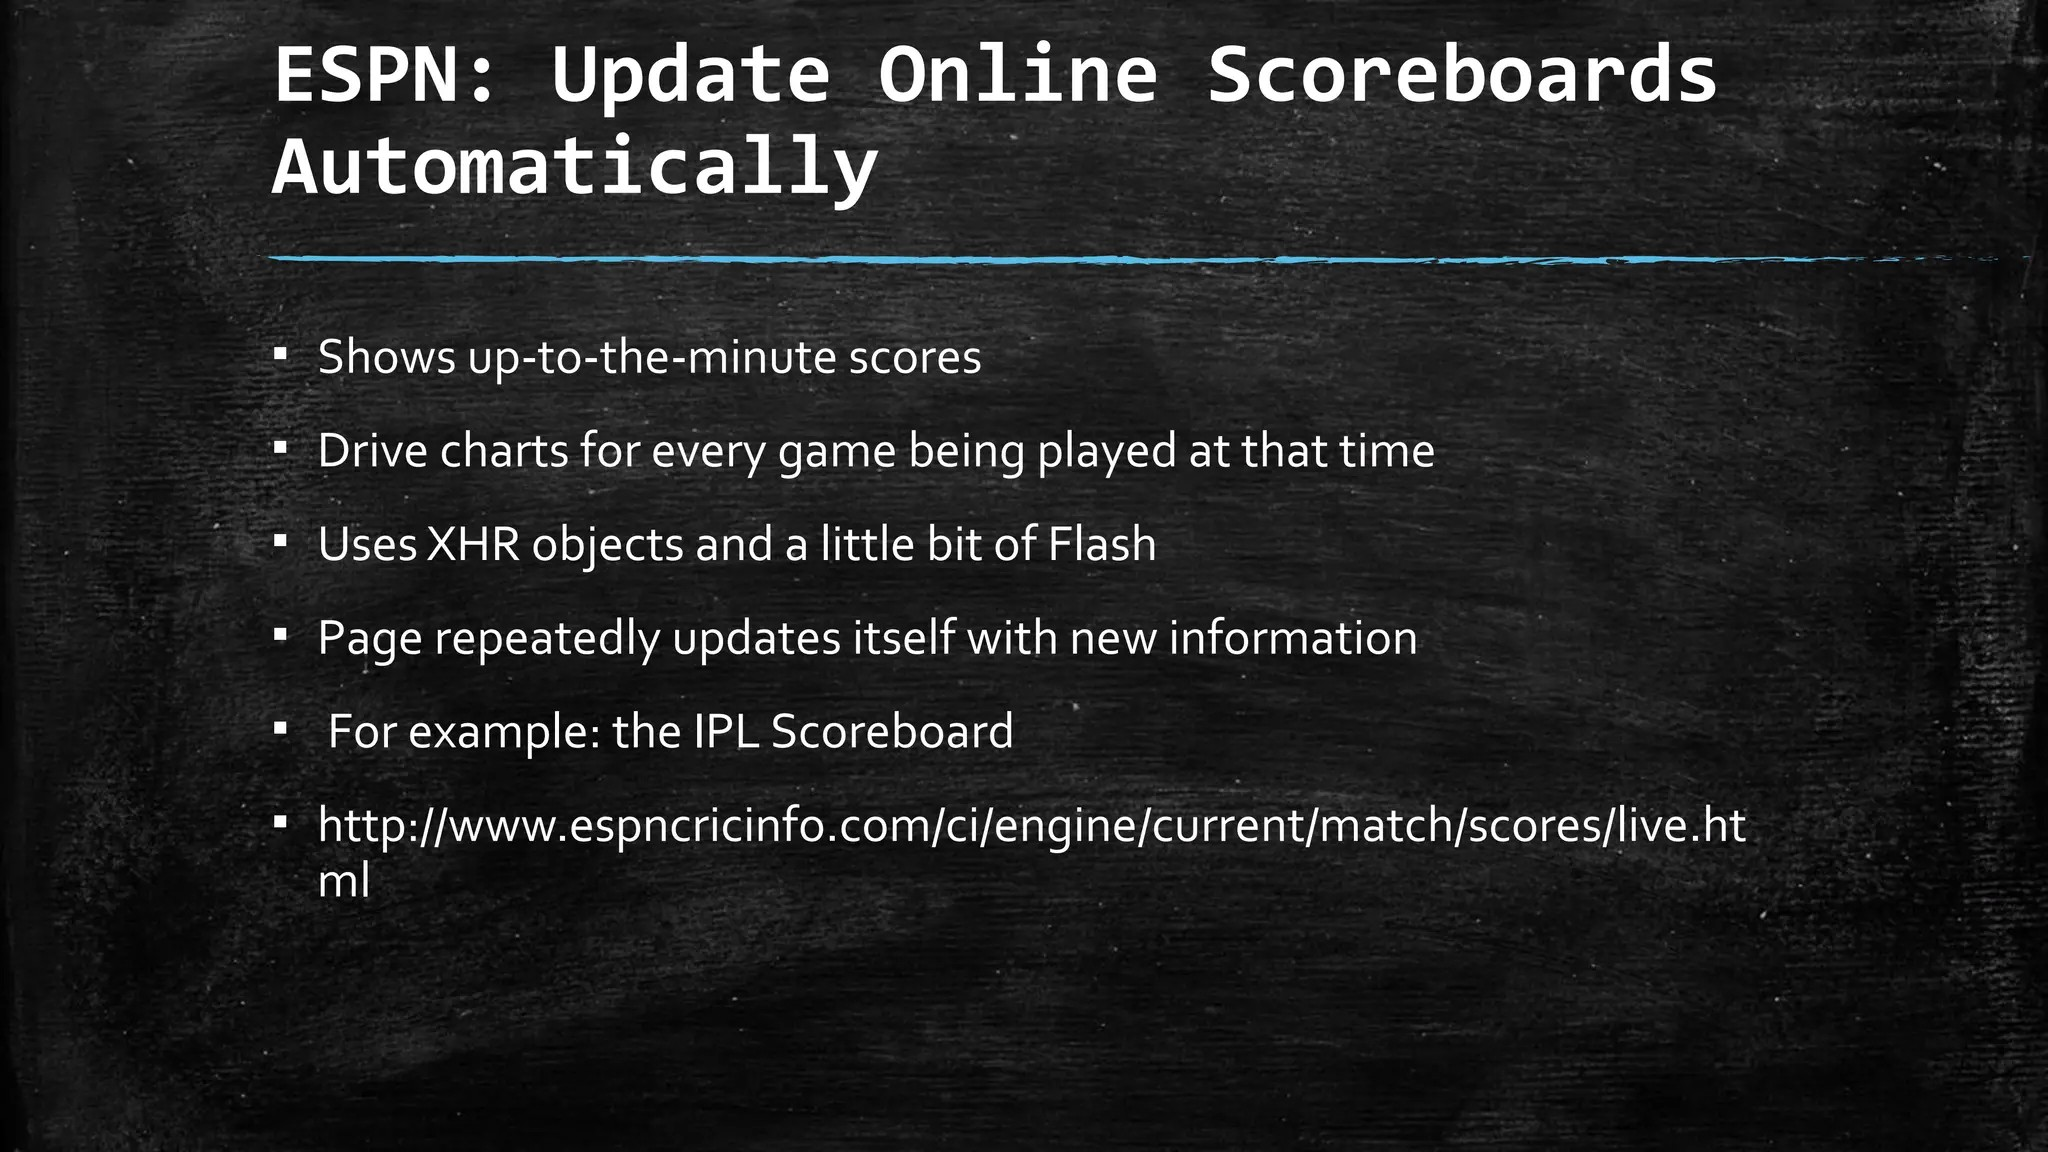 ESPN: Update Online Scoreboards
Automatically
▪ Shows up-to-the-minute scores
▪ Drive charts for every game being played at that time
▪ Uses XHR objects and a little bit of Flash
▪ Page repeatedly updates itself with new information
▪ For example: the IPL Scoreboard
▪ http://www.espncricinfo.com/ci/engine/current/match/scores/live.ht
ml